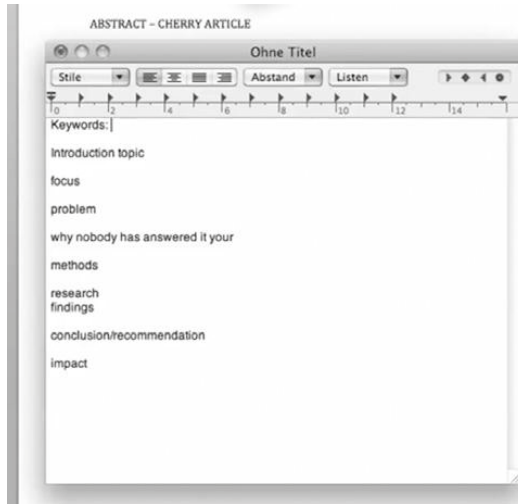 ABSTRACT – CHERRY ARTICLE
Ohne Titel
Stile Abstand Listen
0 2 4 6 8 10 12 14
Keywords:
Introduction topic
focus
problem
why nobody has answered it your
methods
research
findings
conclusion/recommendation
impact